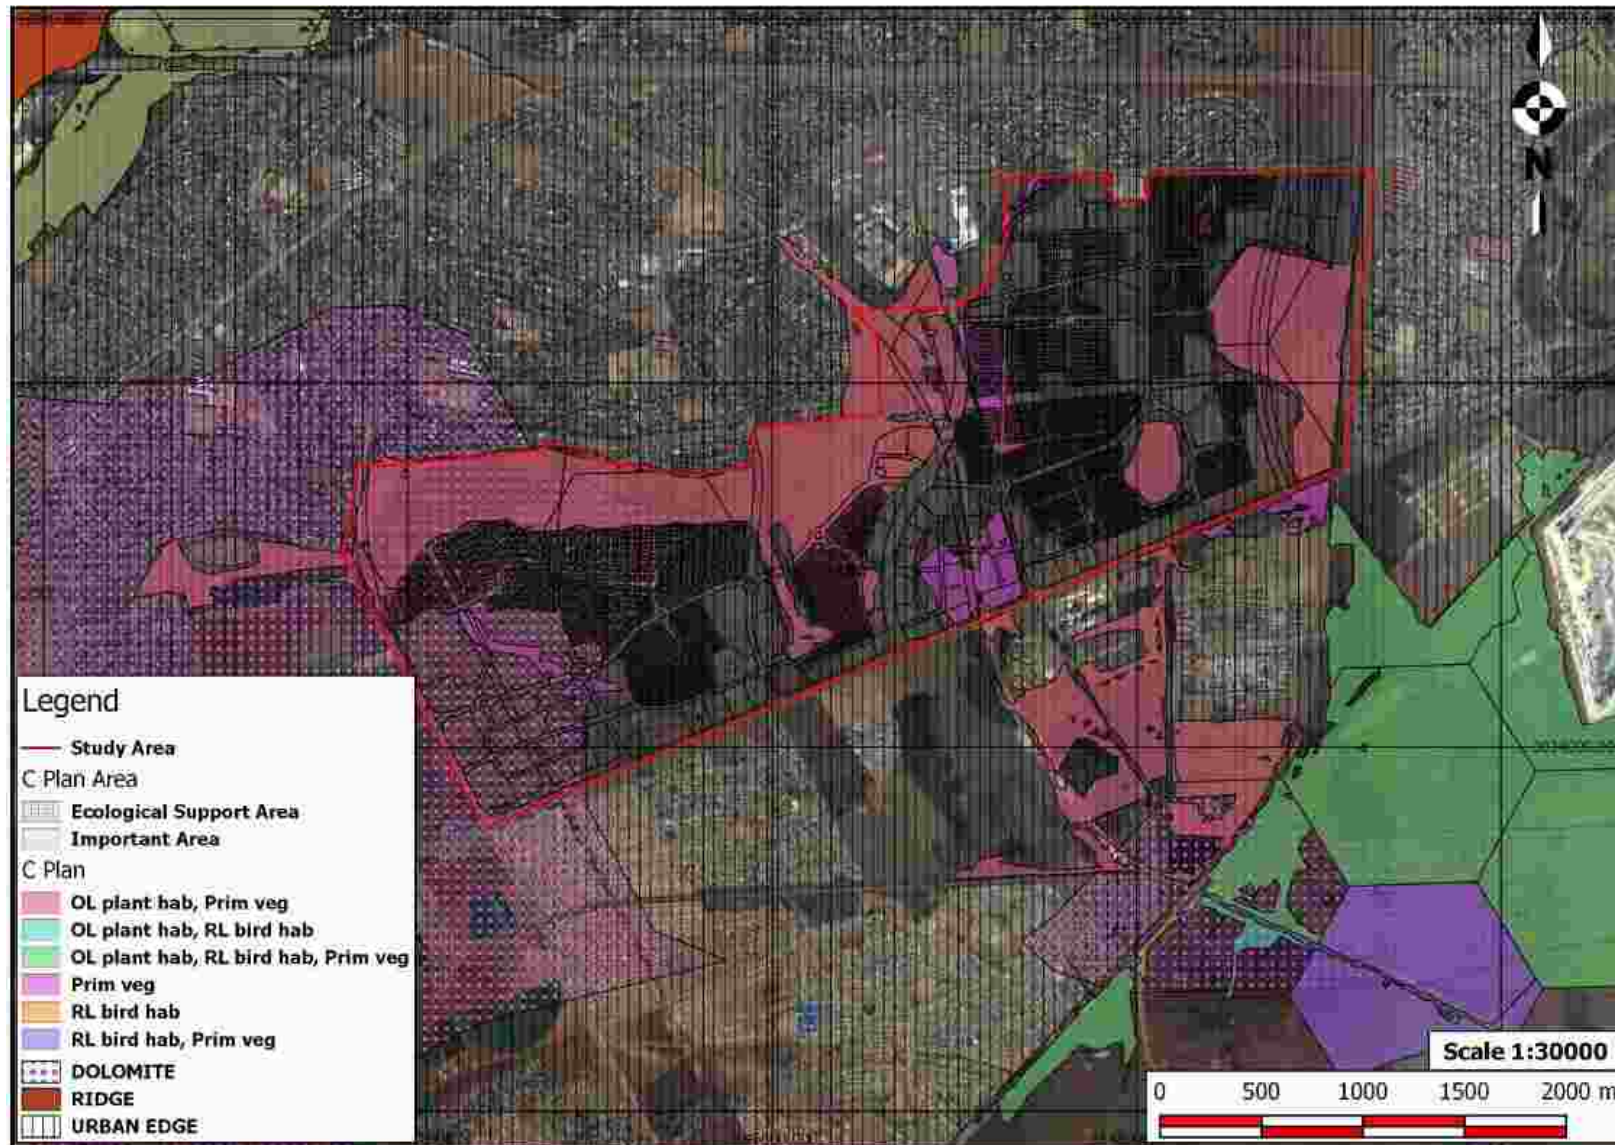 N
Legend
Study Area
C Plan Area
Ecological Support Area
Important Area
C Plan
OL plant hab, Prim veg
OL plant hab, RL bird hab
OL plant hab, RL bird hab, Prim veg
Prim veg
RL bird hab
RL bird hab, Prim veg
DOLOMITE
RIDGE
URBAN EDGE
Scale 1:30000
0 500 1000 1500 2000 m